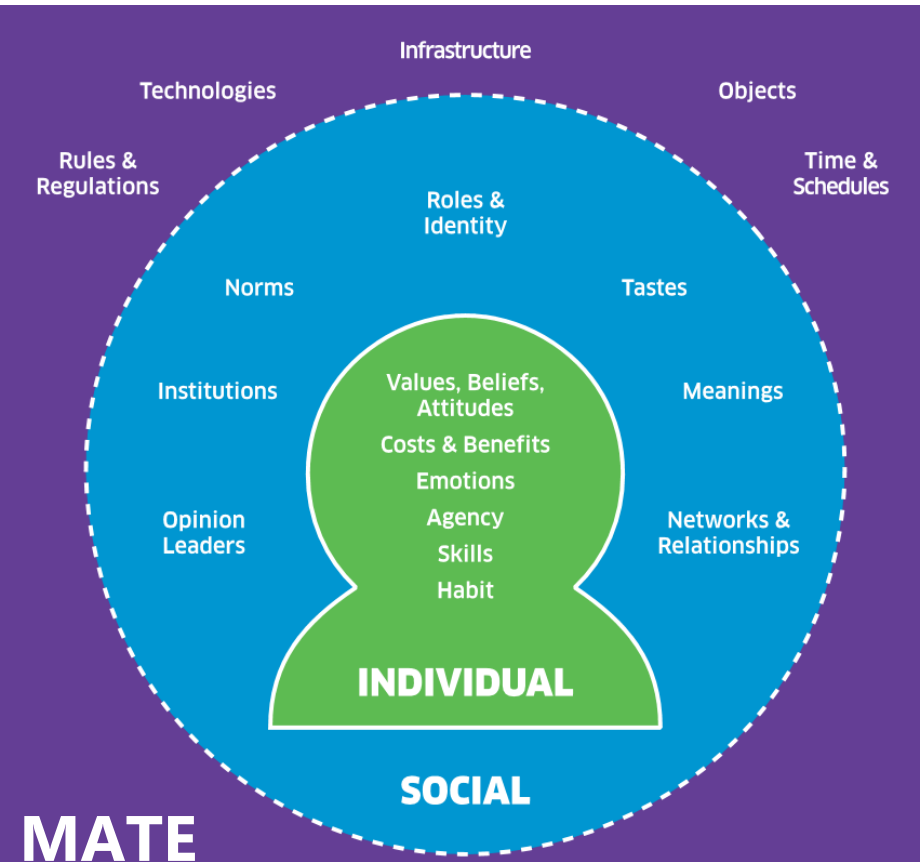 Infrastructure
Technologies
Objects
Rules &
Regulations
Time &
Schedules
Roles &
Identity
Norms
Tastes
Institutions
Meanings
Opinion
Leaders
Networks &
Relationships
Values, Beliefs,
Attitudes
Costs & Benefits
Emotions
Agency
Skills
Habit
INDIVIDUAL
SOCIAL
MATE